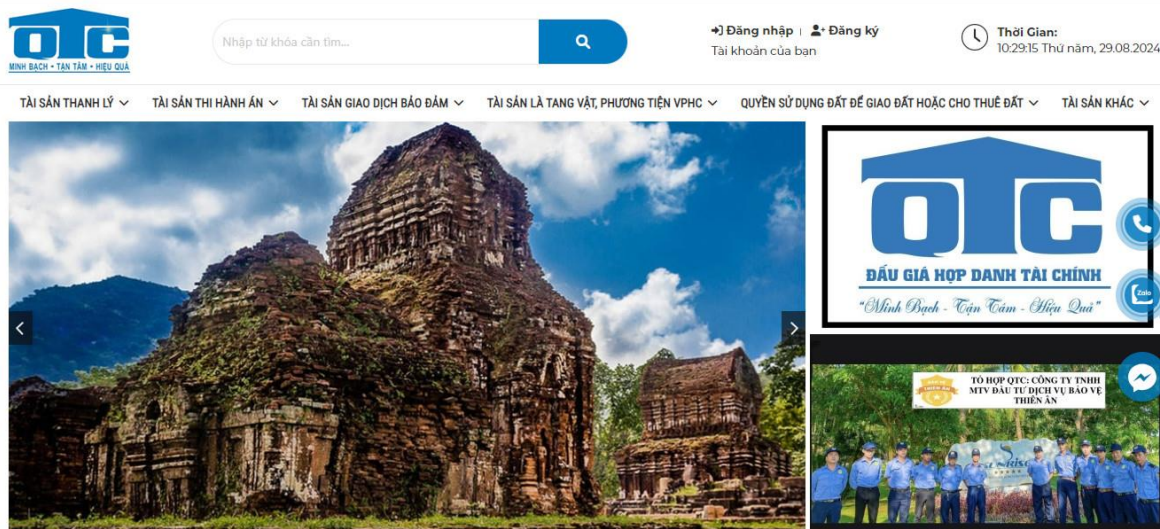 QTC
MINH BẠCH • TẬN TÂM • HIỆU QUẢ
Nhập từ khóa cần tìm...
Đăng nhập | Đăng ký
Tài khoản của bạn
Thời Gian:
10:29:15 Thứ năm, 29.08.2024
TÀI SẢN THANH LÝ
TÀI SẢN THI HÀNH ÁN
TÀI SẢN GIAO DỊCH BẢO ĐẢM
TÀI SẢN LÀ TANG VẬT, PHƯƠNG TIỆN VPHC
QUYỀN SỬ DỤNG ĐẤT ĐỂ GIAO ĐẤT HOẶC CHO THUÊ ĐẤT
TÀI SẢN KHÁC
QTC
ĐẤU GIÁ HỢP DANH TÀI CHÍNH
“Minh Bạch - Tận Tâm - Hiệu Quả”
Zalo
TỔ HỢP QTC: CÔNG TY TNHH
MTV ĐẦU TƯ DỊCH VỤ BẢO VỆ
THIÊN ÂN